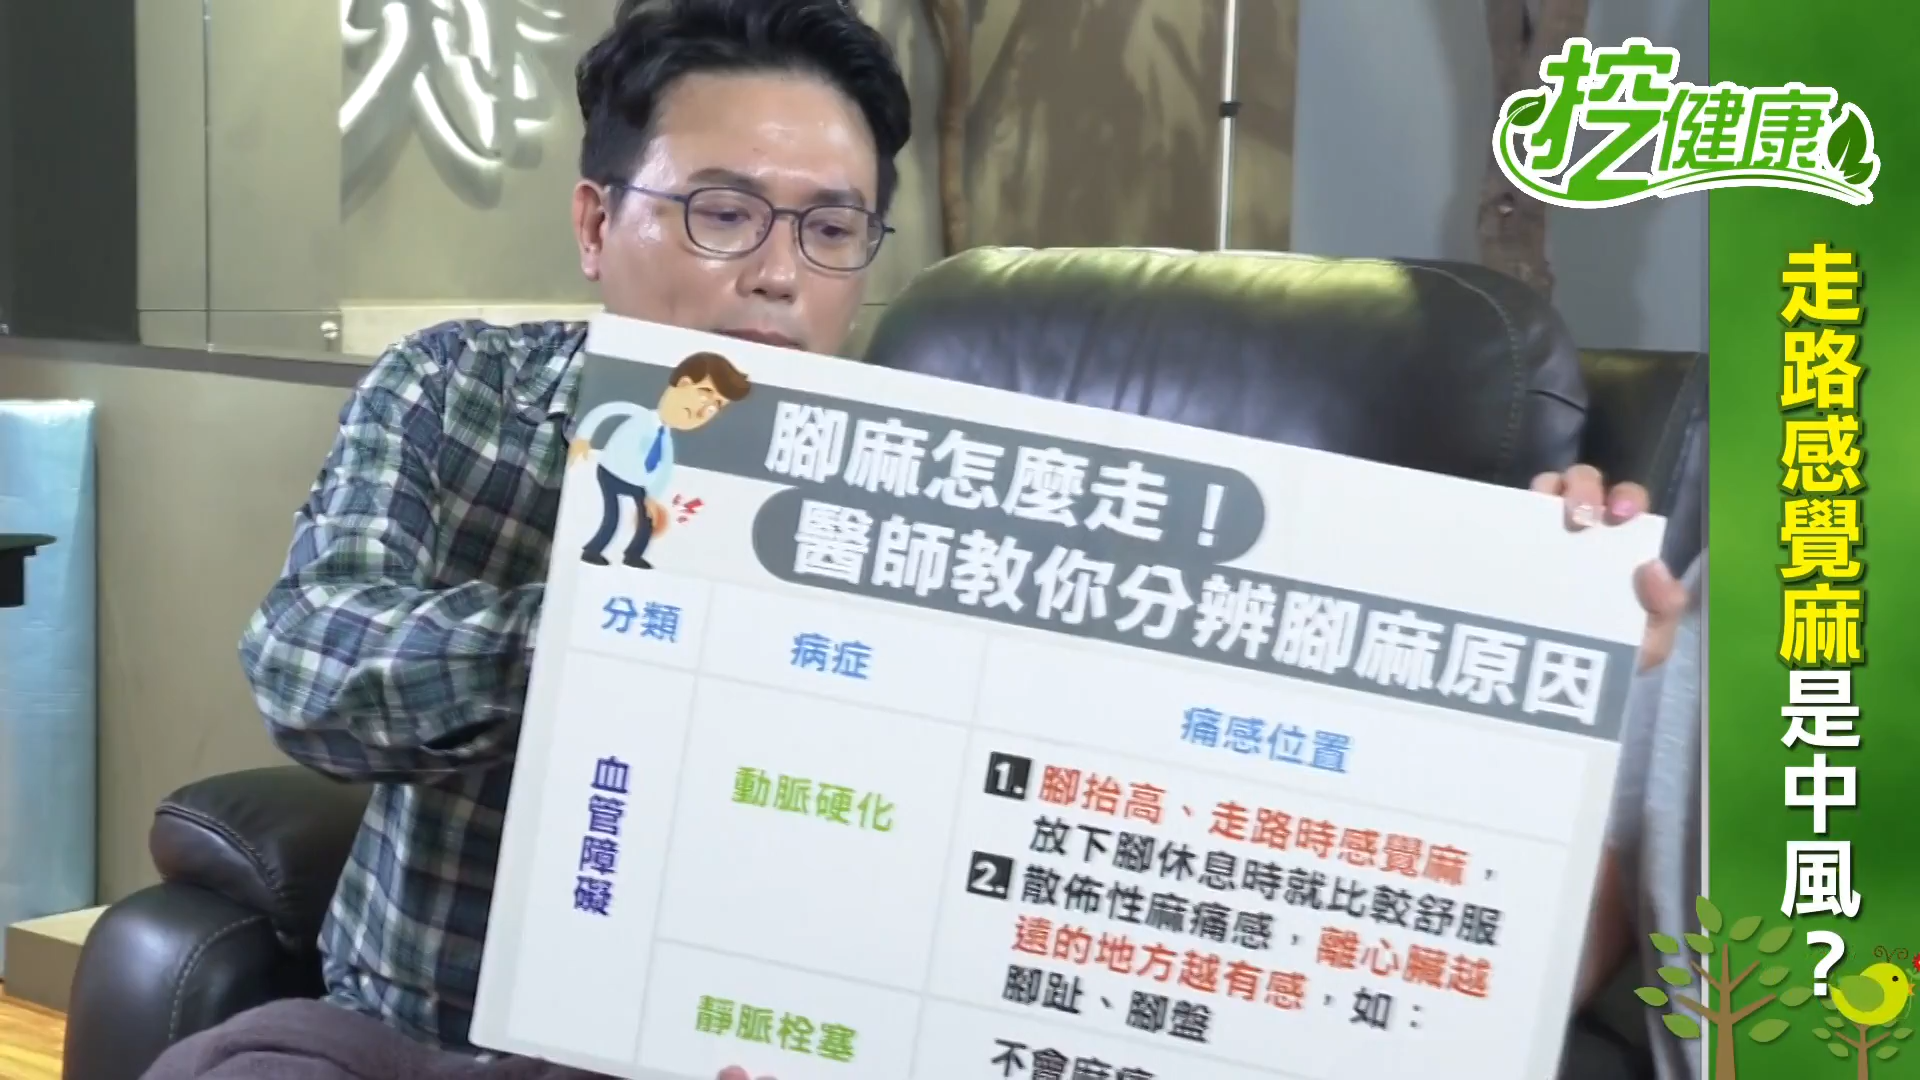 挖健康
走路感覺麻是中風?
腳麻怎麼走!
醫師教你分辨腳麻原因
分類
病症
痛感位置
血管障礙
動脈硬化
1. 腳抬高、走路時感覺麻,
放下腳休息時就比較舒服
2. 散佈性麻痛感,離心臟越
遠的地方越有感,如:
腳趾、腳盤
靜脈栓塞
不會麻痛